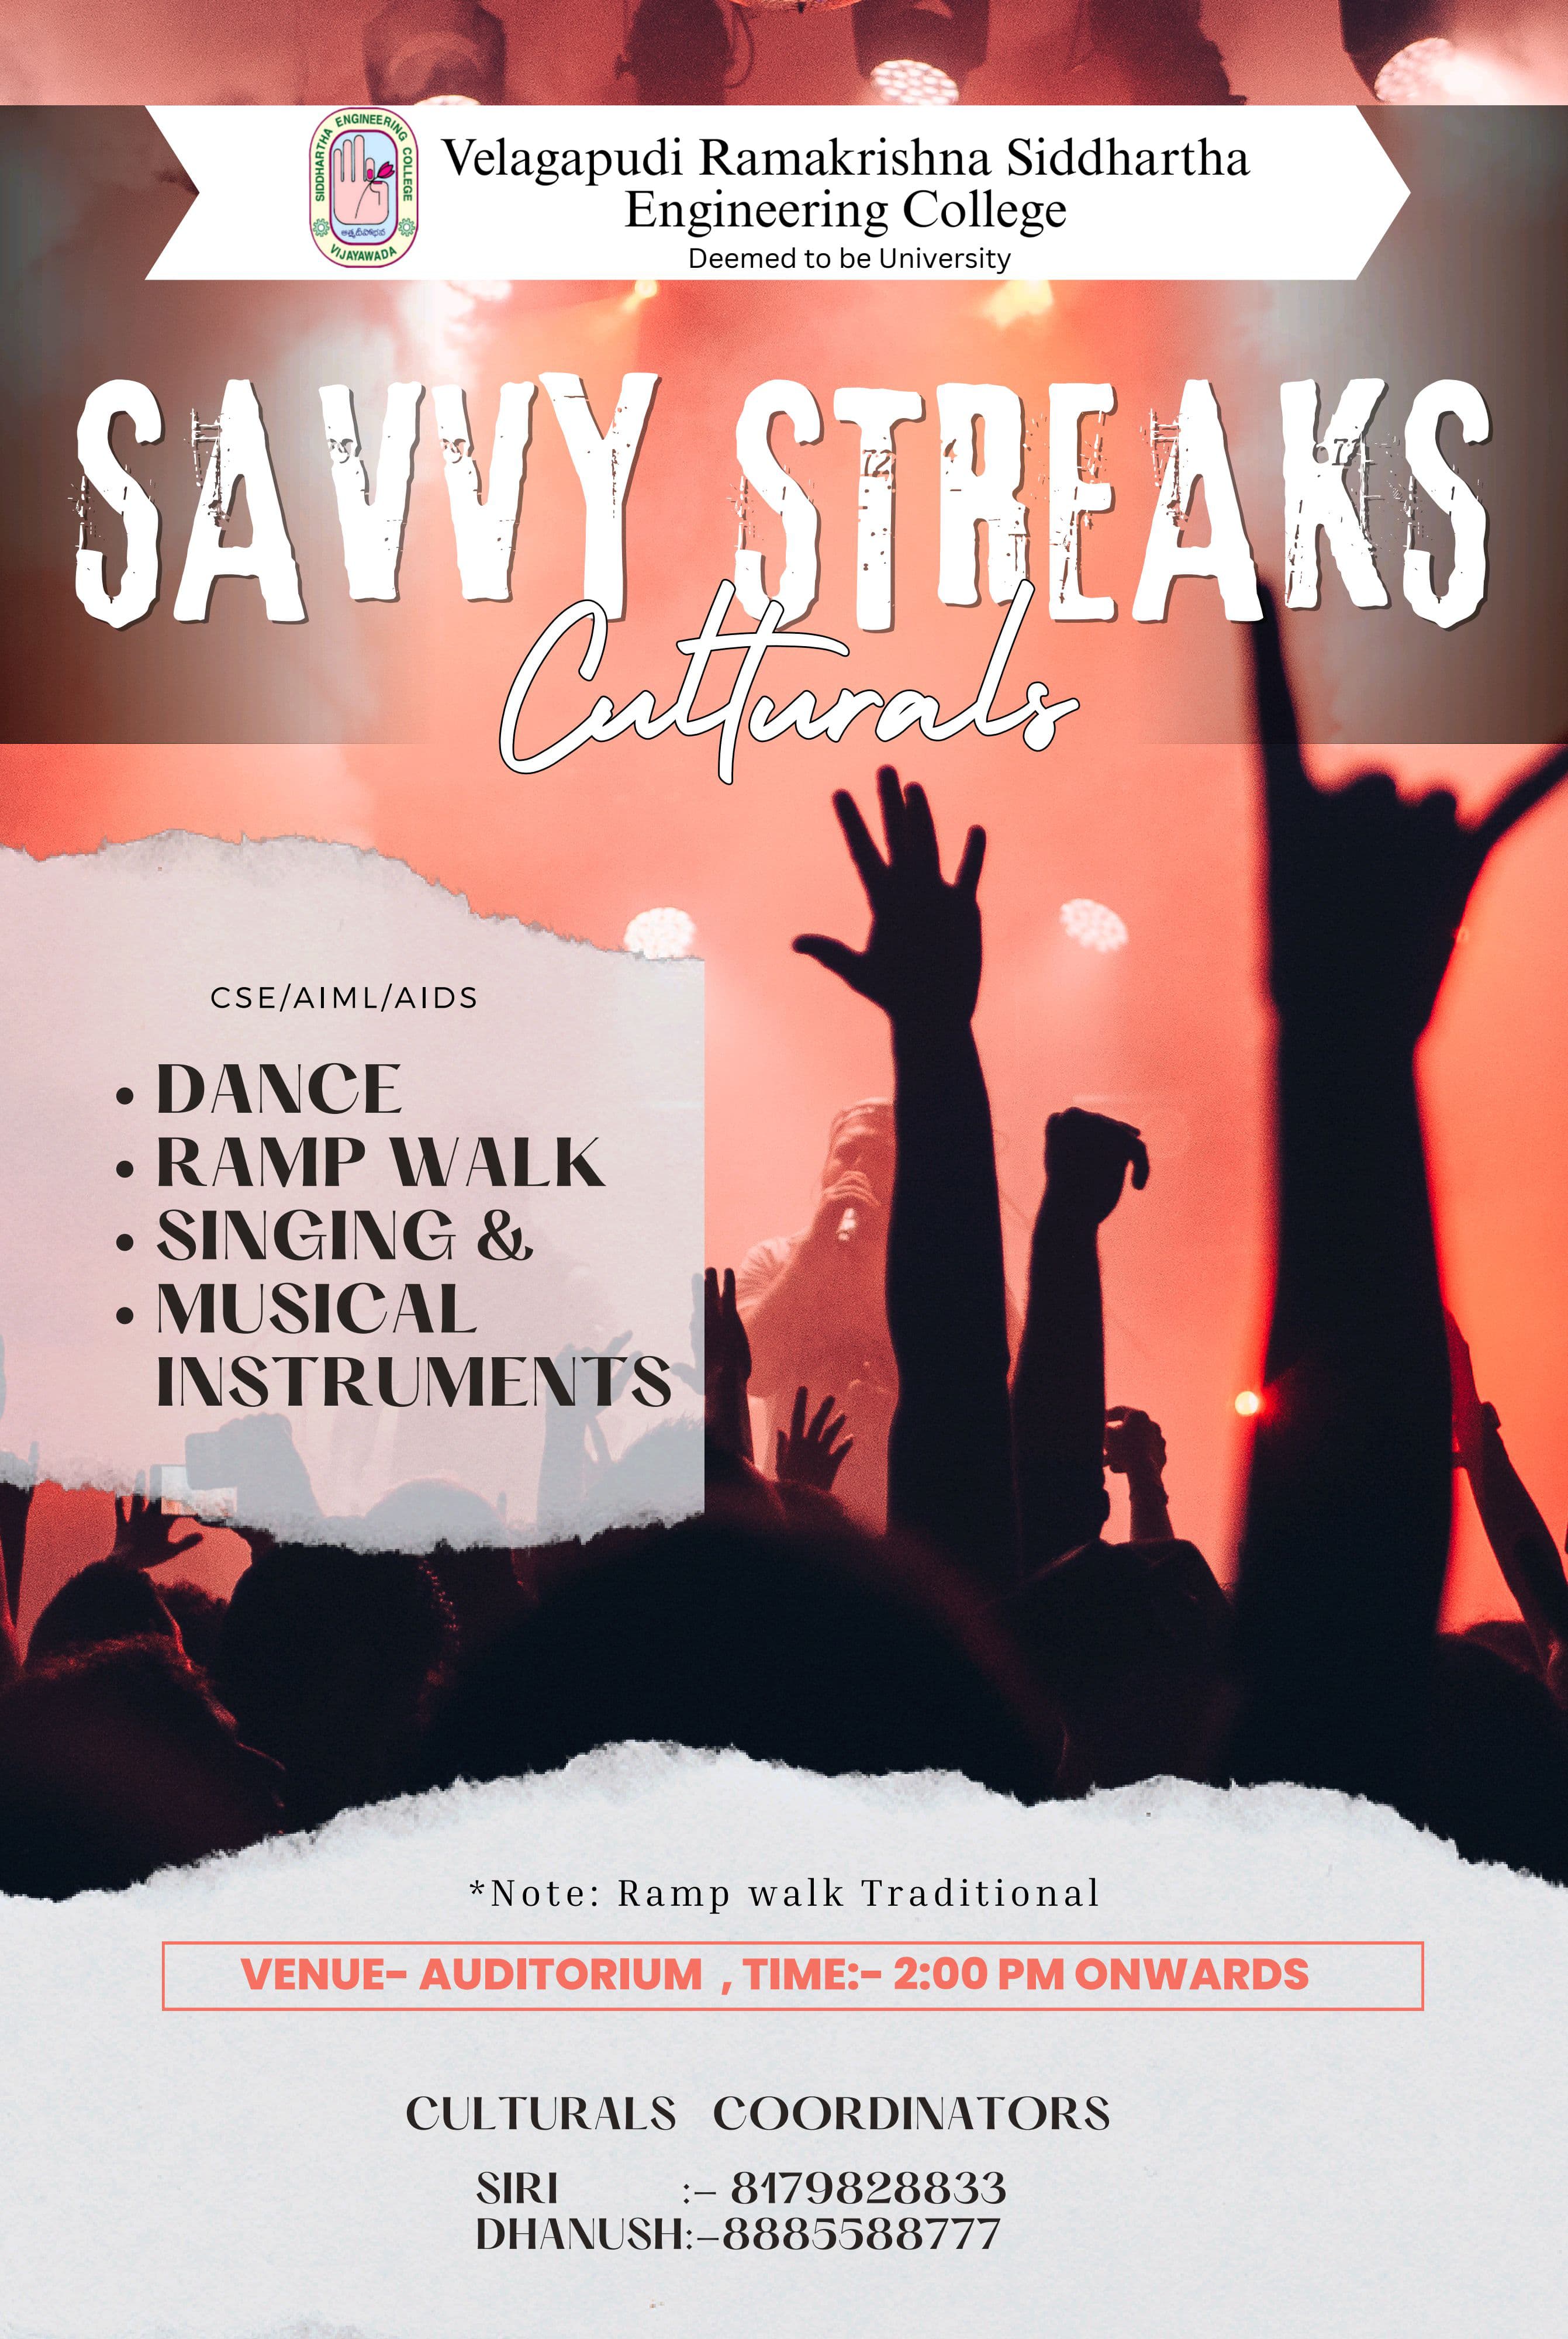 SIDDHARTHA ENGINEERING COLLEGE
VIJAYAWADA
Velagapudi Ramakrishna Siddhartha
Engineering College
Deemed to be University
SAVVY STREAKS
Culturals
CSE/AIML/AIDS
• DANCE
• RAMP WALK
• SINGING &
• MUSICAL
INSTRUMENTS
*Note: Ramp walk Traditional
VENUE- AUDITORIUM , TIME:- 2:00 PM ONWARDS
CULTURALS COORDINATORS
SIRI :- 8179828833
DHANUSH:-8885588777